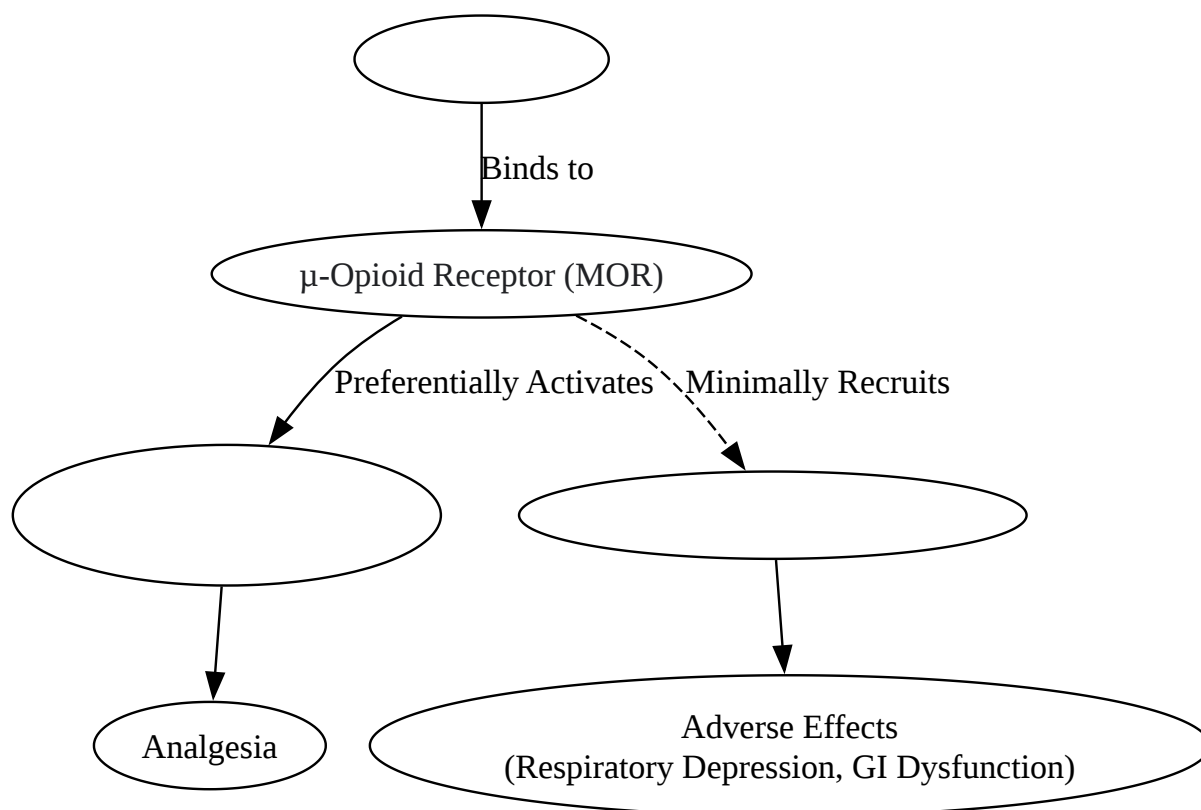 Binds to
µ-Opioid Receptor (MOR)
Preferentially Activates
Minimally Recruits
Analgesia
Adverse Effects
(Respiratory Depression, GI Dysfunction)